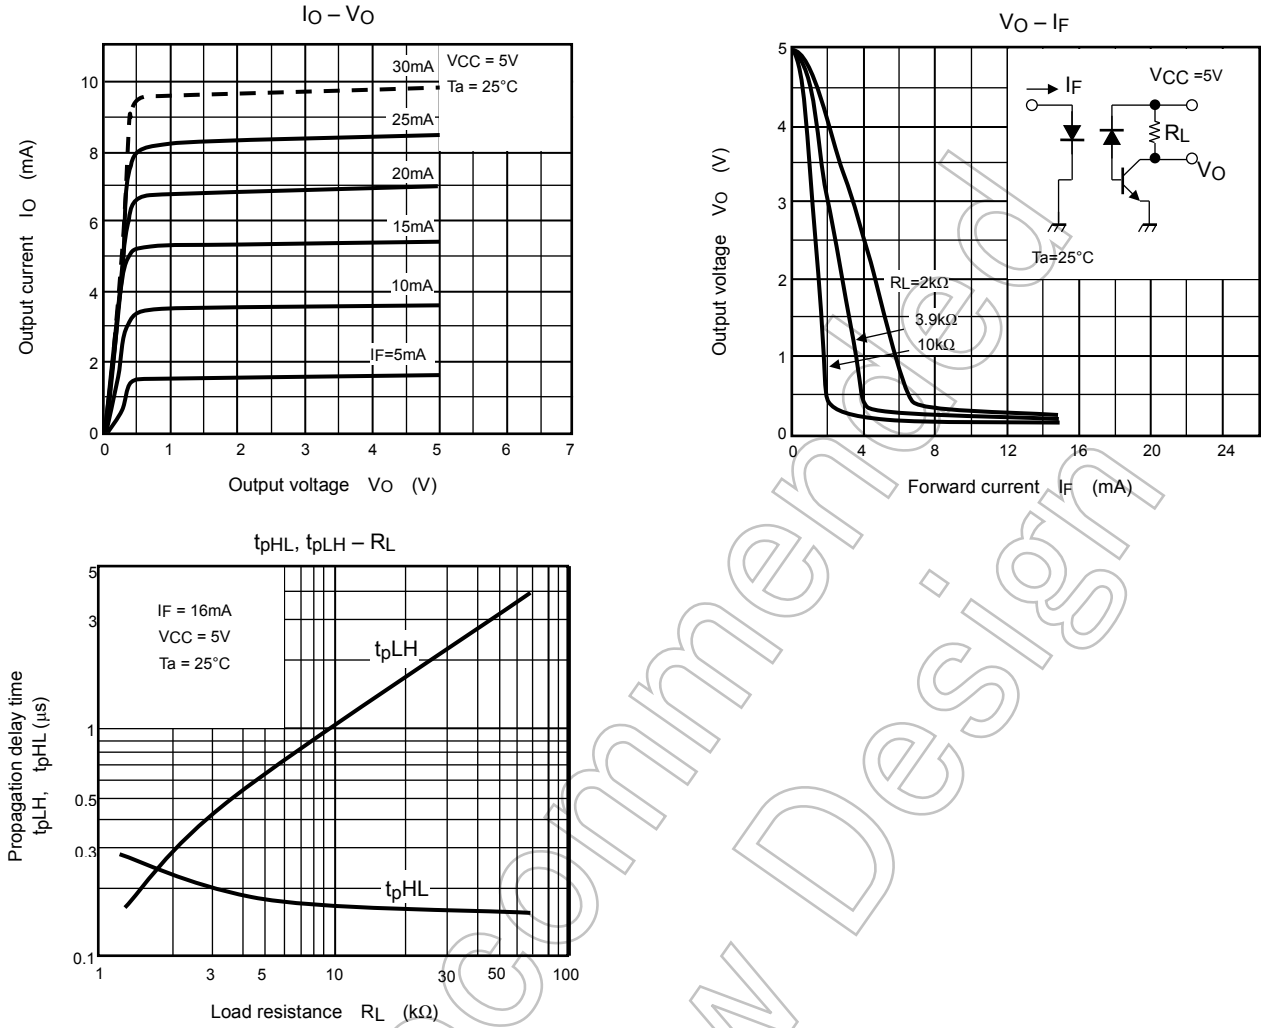 IO – VO
VCC = 5V
Ta = 25°C
30mA
25mA
20mA
15mA
10mA
IF=5mA
10
8
6
4
2
0
0 1 2 3 4 5 6 7
Output current IO (mA)
Output voltage VO (V)
VO – IF
IF
VCC =5V
RL
VO
Ta=25°C
RL=2kΩ
3.9kΩ
10kΩ
5
4
3
2
1
0
0 4 8 12 16 20 24
Output voltage VO (V)
Forward current IF (mA)
tpHL, tpLH – RL
IF = 16mA
VCC = 5V
Ta = 25°C
tpLH
tpHL
5
3
1
0.5
0.3
0.1
1 3 5 10 30 50 100
Propagation delay time
tpLH, tpHL (µs)
Load resistance RL (kΩ)
commended
w Design